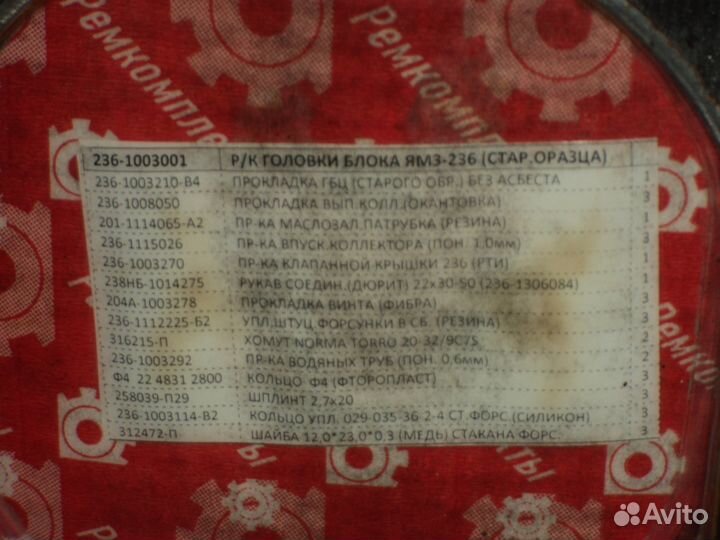 Ремкомплекты
Ремкомпле
236-1003001 Р/К ГОЛОВКИ БЛОКА ЯМЗ-236 (СТАР.ОРАЗЦА)
236-1003210-В4 ПРОКЛАДКА ГБЦ (СТАРОГО ОБР.) БЕЗ АСБЕСТА 1
236-1008050 ПРОКЛАДКА ВЫП.КОЛЛ.(ОКАНТОВКА) 3
201-1114065-А2 ПР-КА МАСЛОЗАЛ.ПАТРУБКА (РЕЗИНА) 1
236-1115026 ПР-КА ВПУСК.КОЛЛЕКТОРА (ПОН. 1,0мм) 3
236-1003270 ПР-КА КЛАПАННОЙ КРЫШКИ 236 (РТИ) 1
238НБ-1014275 РУКАВ СОЕДИН.(ДЮРИТ) 22х30-50 (236-1306084) 1
204А-1003278 ПРОКЛАДКА ВИНТА (ФИБРА) 3
236-1112225-Б2 УПЛ.ШТУЦ.ФОРСУНКИ В СБ. (РЕЗИНА) 3
316215-П ХОМУТ NORMA TORRO 20-32/9C7S 2
236-1003292 ПР-КА ВОДЯНЫХ ТРУБ (ПОН. 0,6мм) 2
Ф4 22 4831 2800 КОЛЬЦО Ф4 (ФТОРОПЛАСТ) 3
258039-П29 ШПЛИНТ 2,7х20 3
236-1003114-В2 КОЛЬЦО УПЛ. 029-035-36-2-4 СТ.ФОРС.(СИЛИКОН) 3
312472-П ШАЙБА 12,0*23,0*0,3 (МЕДЬ) СТАКАНА ФОРС. 3
Ремкомплекты
Avito